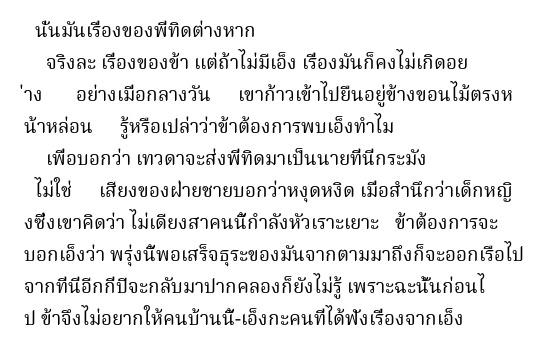 นั้นมันเรื่องของพี่ทิดต่างหาก
จริงละ เรื่องของข้า แต่ถ้าไม่มีเอ็ง เรื่องมันก็คงไม่เกิดอย
่าง อย่างเมื่อกลางวัน เขาก้าวเข้าไปยืนอยู่ข้างขอนไม้ตรงห
น้าหล่อน รู้หรือเปล่าว่าข้าต้องการพบเอ็งทำไม
เพื่อบอกว่า เทวดาจะส่งพี่ทิดมาเป็นนายที่นี่กระมัง
ไม่ใช่ เสียงของฝ่ายชายบอกว่าหงุดหงิด เมื่อสำนึกว่าเด็กหญิ
งซึ่งเขาคิดว่า ไม่เดียงสาคนนี้กำลังหัวเราะเยาะ ข้าต้องการจะ
บอกเอ็งว่า พรุ่งนี้พอเสร็จธุระของมันจากตามมาถึงก็จะออกเรือไป
จากที่นี่อีกกี่ปีจะกลับมาปากคลองก็ยังไม่รู้ เพราะฉะนั้นก่อนไ
ป ข้าจึงไม่อยากให้คนบ้านนี้-เอ็งกะคนที่ได้ฟังเรื่องจากเอ็ง